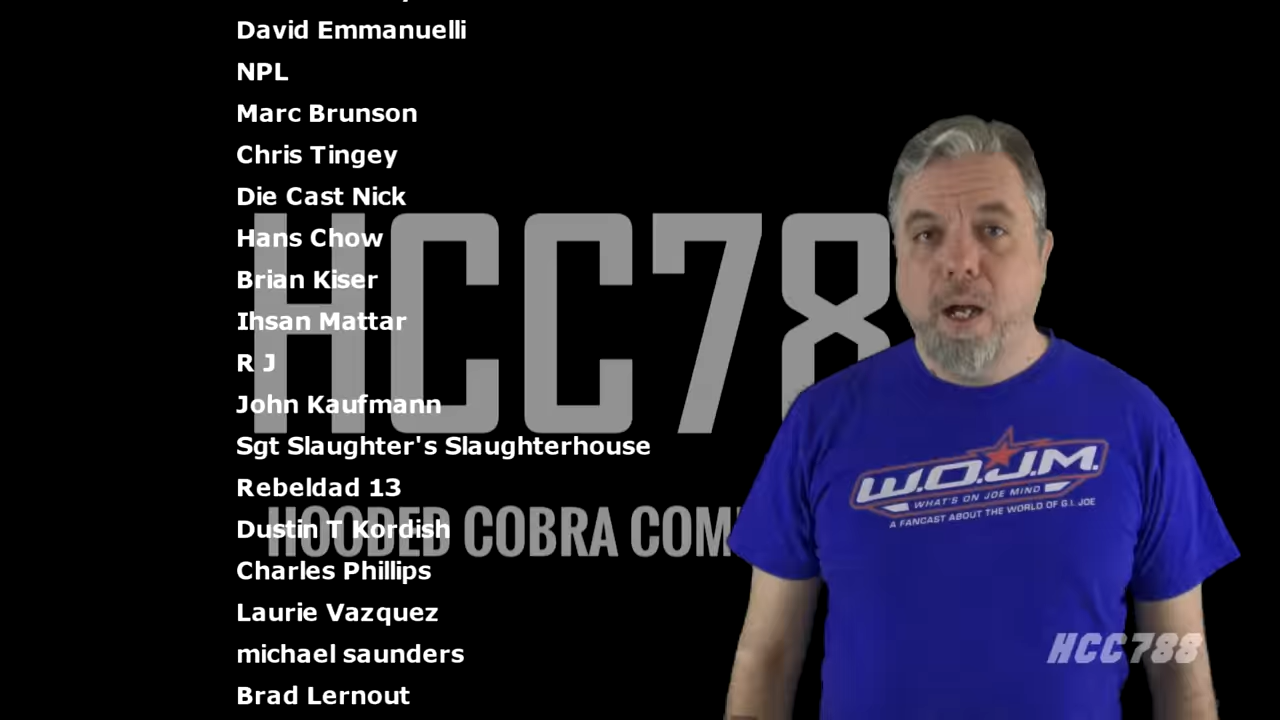 David Emmanuelli
NPL
Marc Brunson
Chris Tingey
Die Cast Nick
Hans Chow
Brian Kiser
Ihsan Mattar
R J
John Kaufmann
Sgt Slaughter's Slaughterhouse
Rebeldad 13
Dustin T Kordish
Charles Phillips
Laurie Vazquez
michael saunders
Brad Lernout
HCC78
HOODED COBRA COM
W.O.J.M.
WHAT'S ON JOE MIND
A FANCAST ABOUT THE WORLD OF G.I. JOE
HCC788